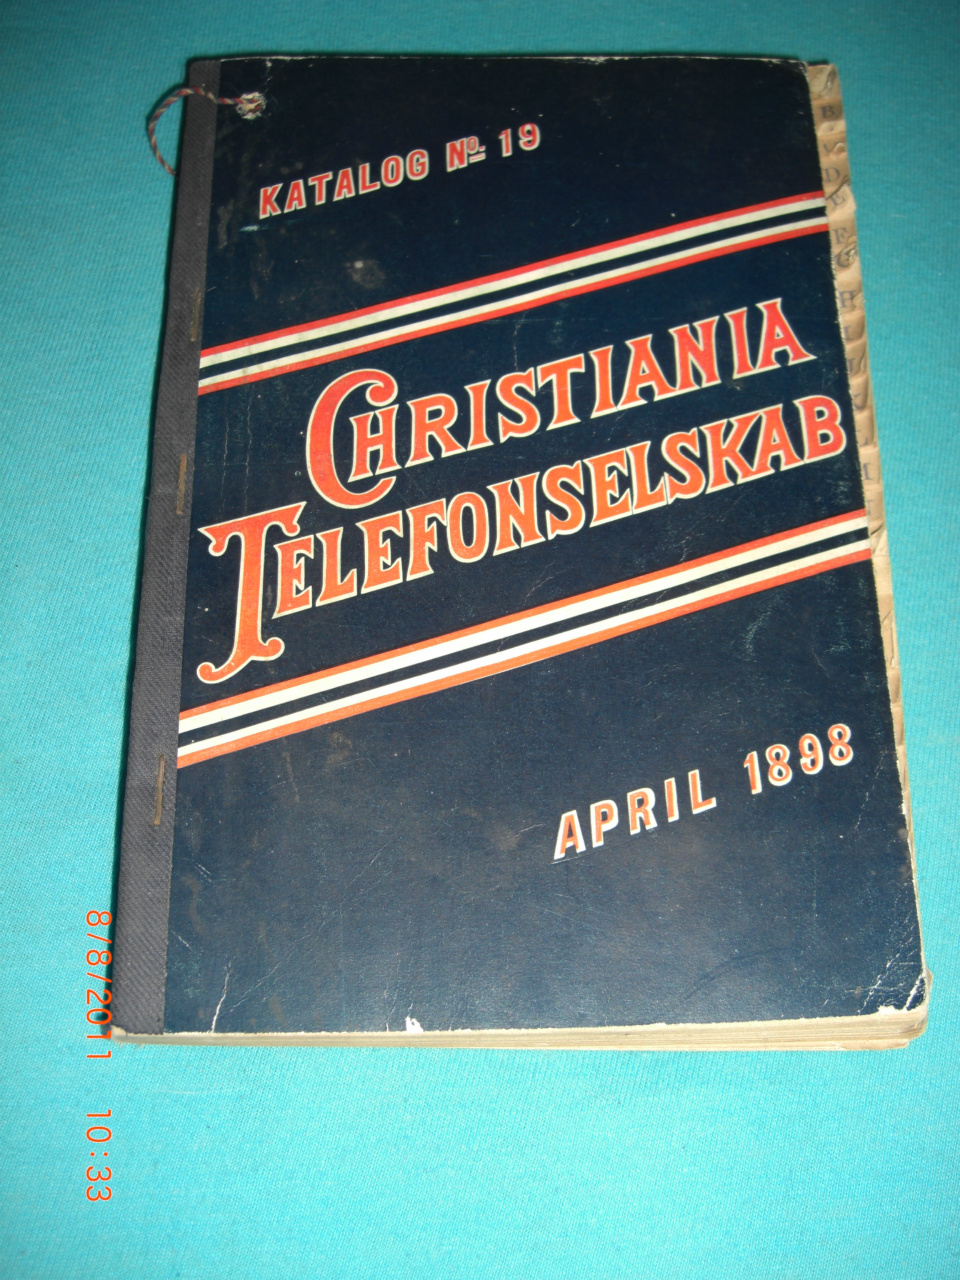 KATALOG No. 19
CHRISTIANIA
TELEFONSELSKAB
APRIL 1898
B
D
E
F
G
H
8/8/2011 10:33